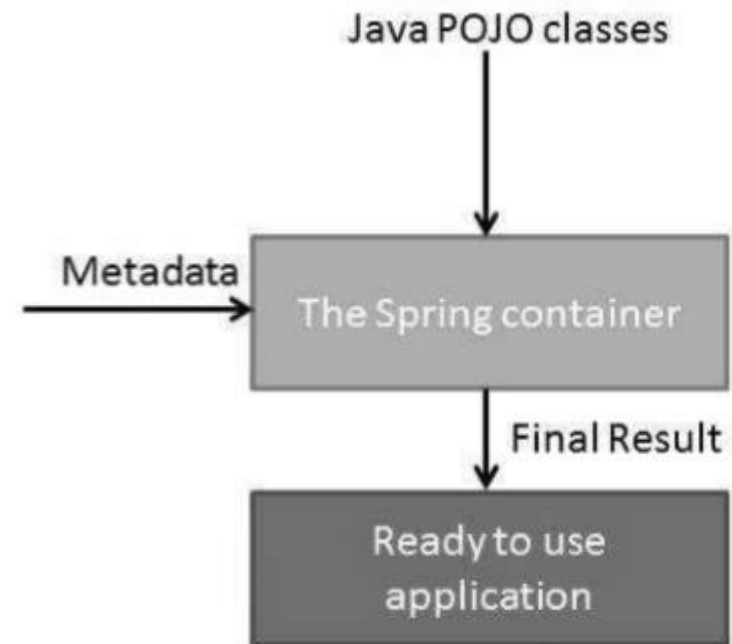 Java POJO classes
Metadata
The Spring container
Final Result
Ready to use
application